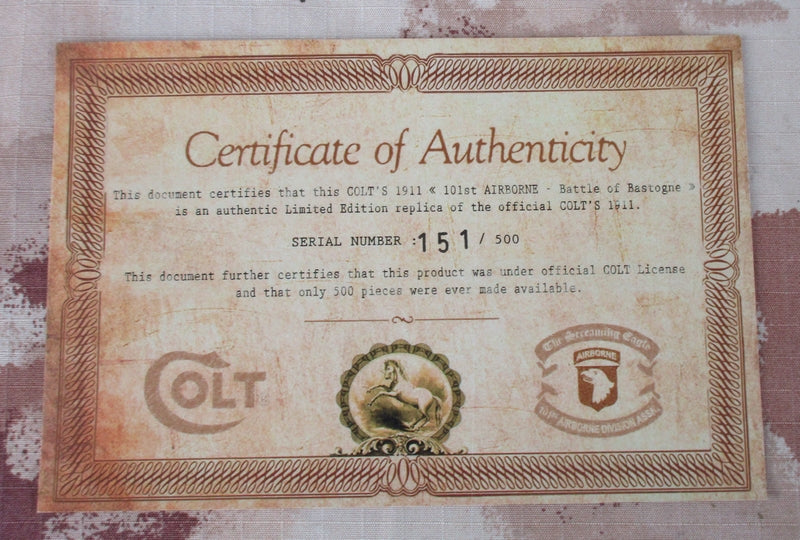 Certificate of Authenticity
This document certifies that this COLT'S 1911 « 101st AIRBORNE - Battle of Bastogne »
is an authentic Limited Edition replica of the official COLT'S 1911.
SERIAL NUMBER :151 / 500
This document further certifies that this product was under official COLT License
and that only 500 pieces were ever made available.
COLT
The Screaming Eagle
AIRBORNE
101st AIRBORNE DIVISION ASSN.